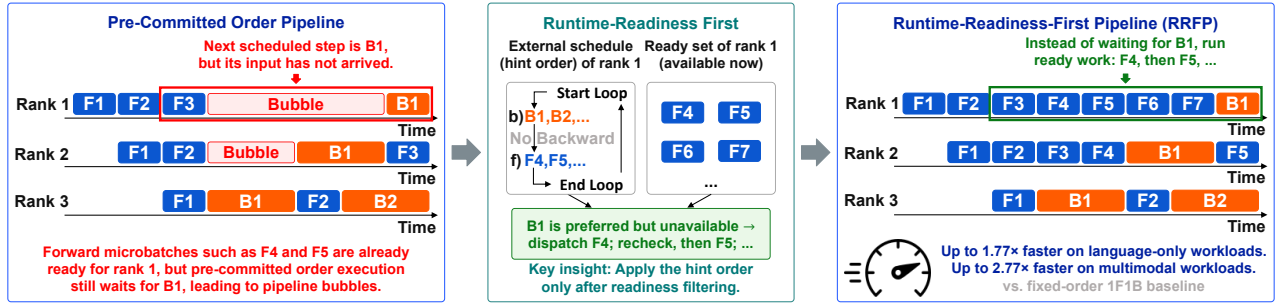 Pre-Committed Order Pipeline
Next scheduled step is B1,
but its input has not arrived.
Rank 1 F1 F2 F3 Bubble B1
Time
Rank 2 F1 F2 Bubble B1 F3
Time
Rank 3 F1 B1 F2 B2
Time
Forward microbatches such as F4 and F5 are already
ready for rank 1, but pre-committed order execution
still waits for B1, leading to pipeline bubbles.
Runtime-Readiness First
External schedule
(hint order) of rank 1
Start Loop
b) B1,B2,...
No Backward
f) F4,F5,...
End Loop
Ready set of rank 1
(available now)
F4 F5
F6 F7
...
B1 is preferred but unavailable →
dispatch F4; recheck, then F5; ...
Key insight: Apply the hint order
only after readiness filtering.
Runtime-Readiness-First Pipeline (RRFP)
Instead of waiting for B1, run
ready work: F4, then F5, ...
Rank 1 F1 F2 F3 F4 F5 F6 F7 B1
Time
Rank 2 F1 F2 F3 F4 B1 F5
Time
Rank 3 F1 B1 F2 B2
Time
Up to 1.77× faster on language-only workloads.
Up to 2.77× faster on multimodal workloads.
vs. fixed-order 1F1B baseline